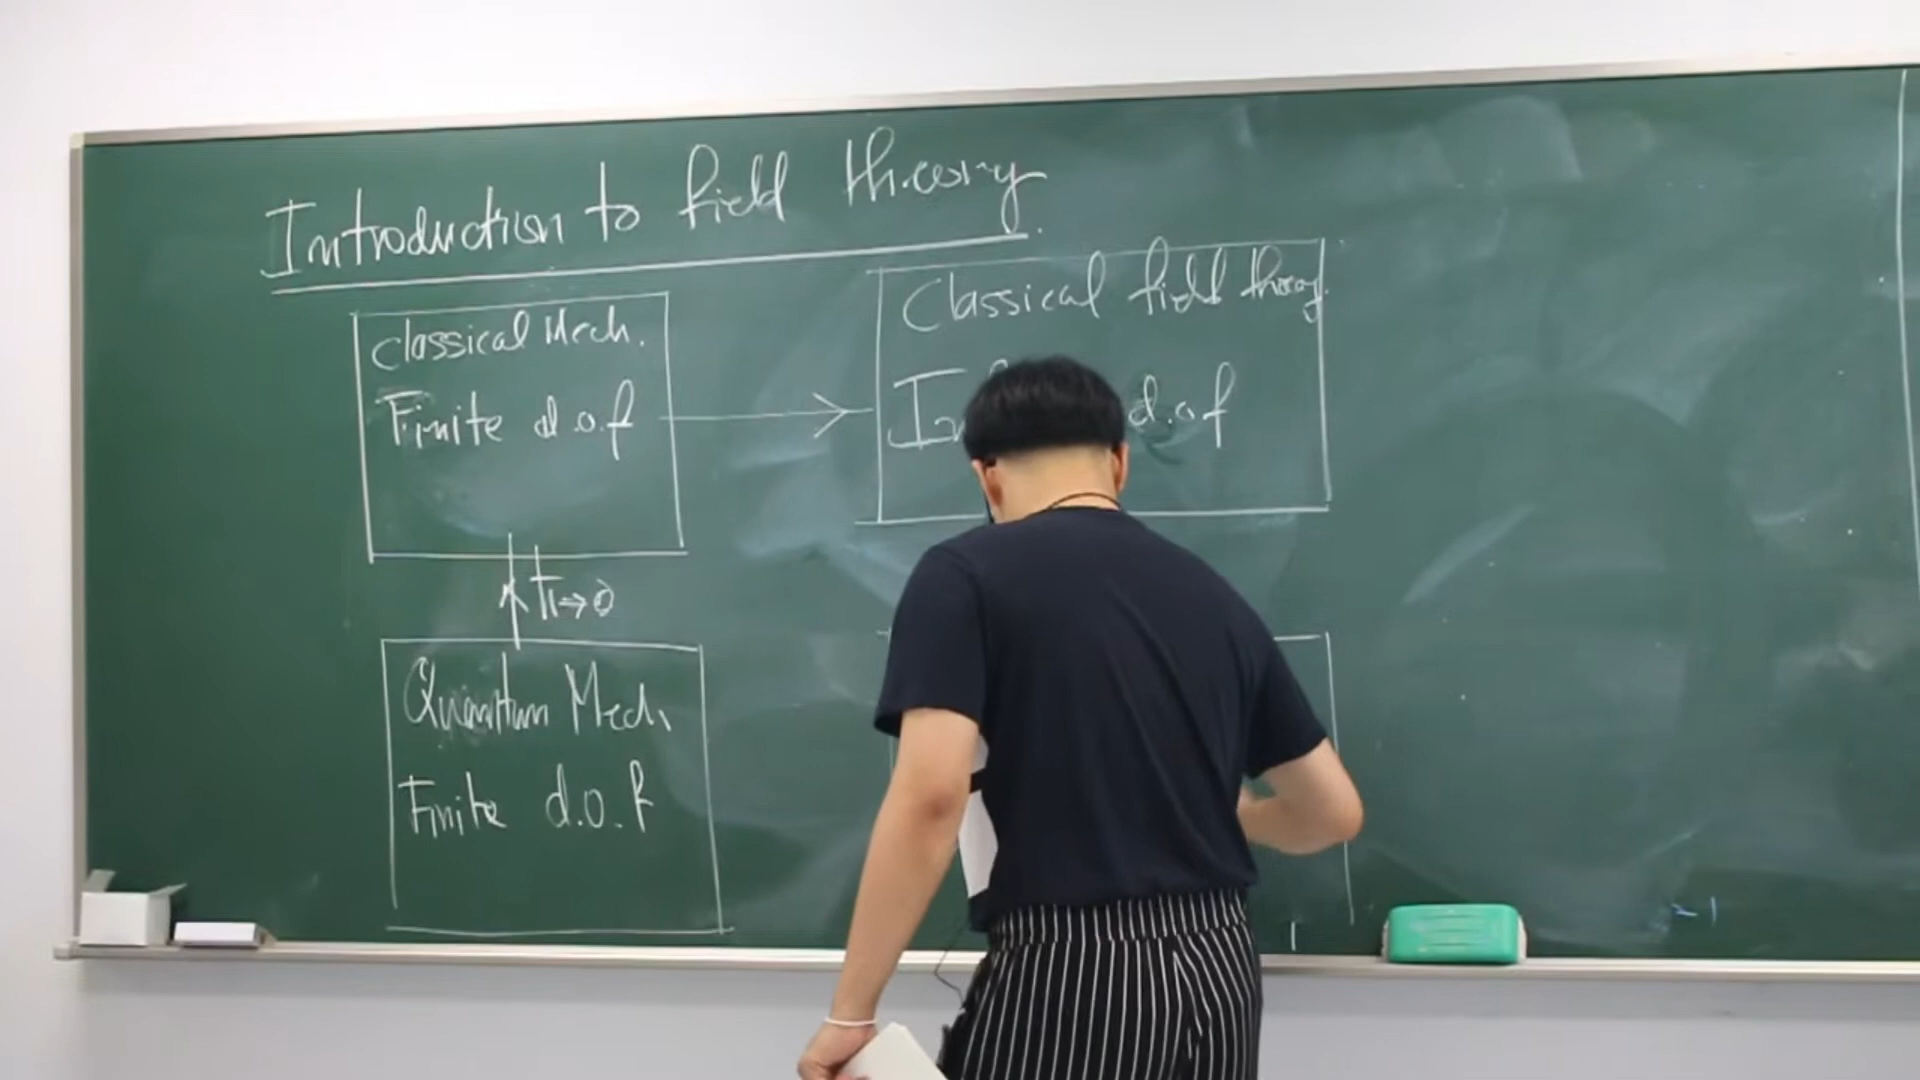 Introduction to field theory.
Classical Mech.
Finite d.o.f
Classical field theory.
d.o.f
ħ→0
Quantum Mech.
Finite d.o.f